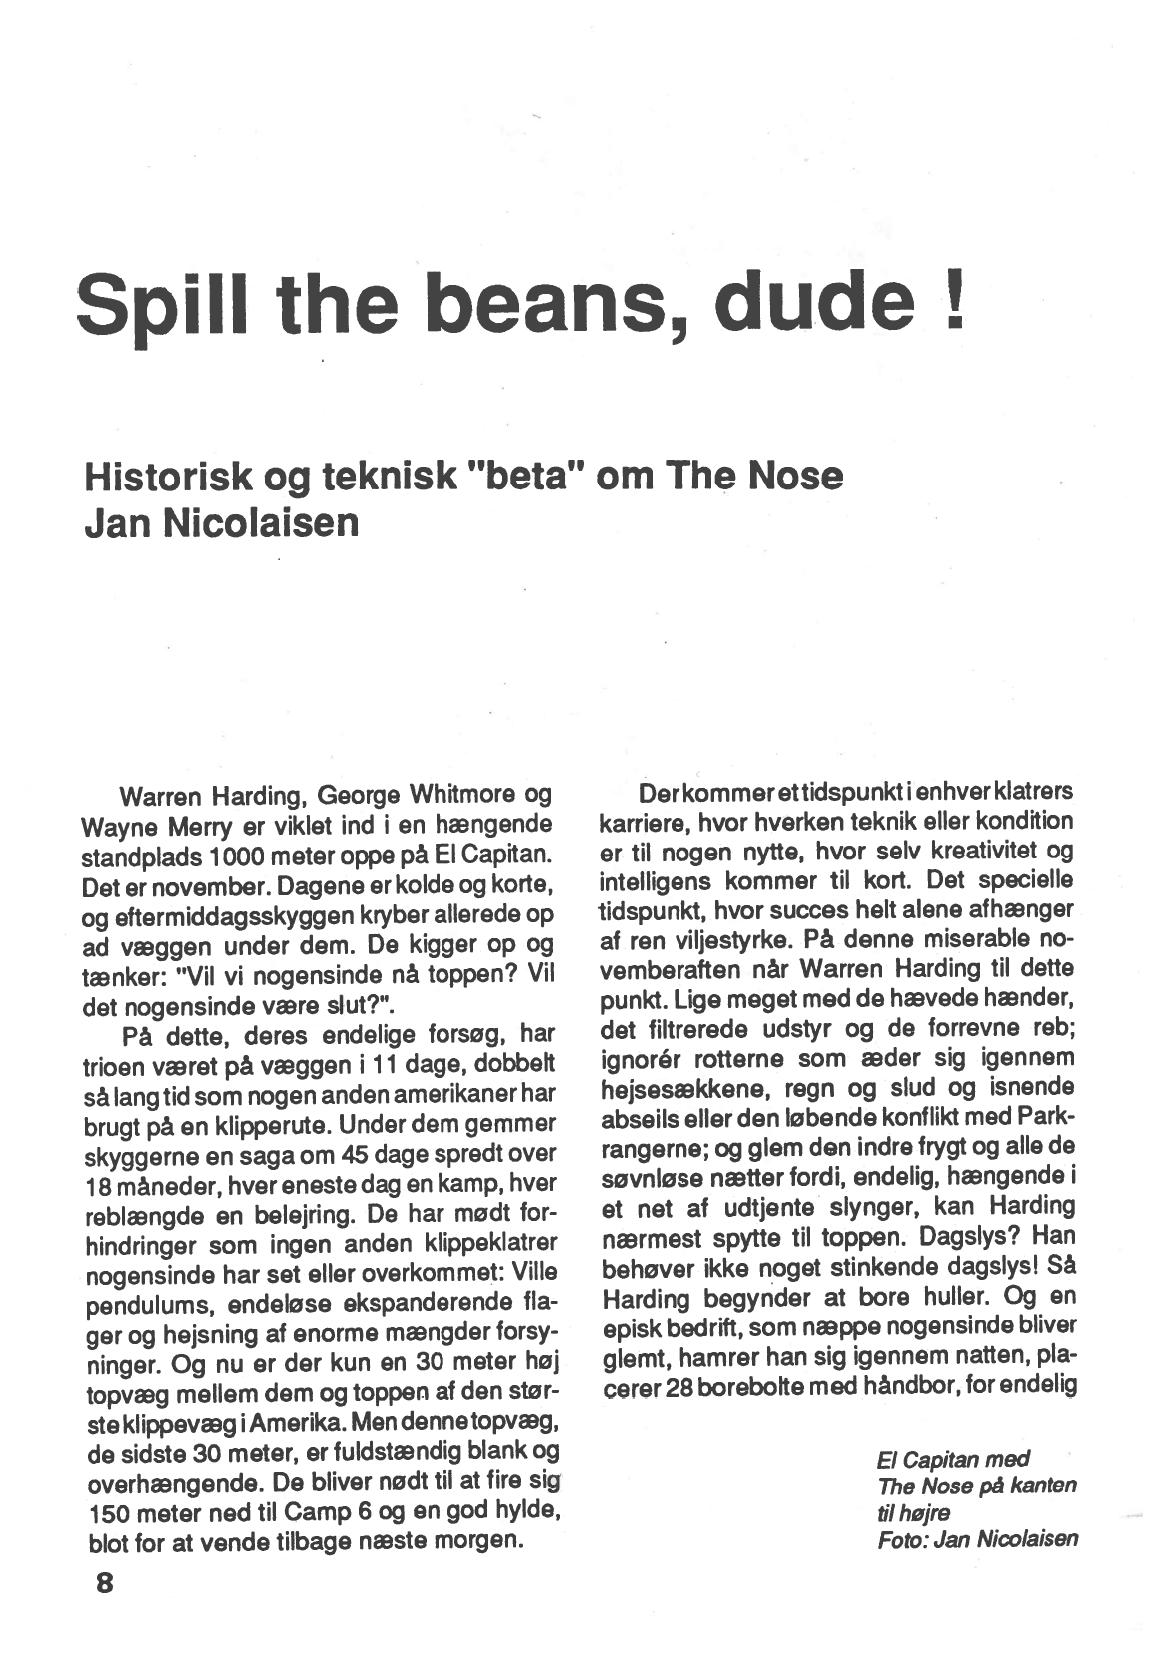 Spill the beans, dude !
Historisk og teknisk "beta" om The Nose
Jan Nicolaisen
Warren Harding, George Whitmore og
Wayne Merry er viklet ind i en hængende
standplads 1000 meter oppe på El Capitan.
Det er november. Dagene er kolde og korte,
og eftermiddagsskyggen kryber allerede op
ad væggen under dem. De kigger op og
tænker: "Vil vi nogensinde nå toppen? Vil
det nogensinde være slut?".
På dette, deres endelige forsøg, har
trioen været på væggen i 11 dage, dobbelt
så lang tid som nogen anden amerikaner har
brugt på en klipperute. Under dem gemmer
skyggerne en saga om 45 dage spredt over
18 måneder, hver eneste dag en kamp, hver
reblængde en belejring. De har mødt for-
hindringer som ingen anden klippeklatrer
nogensinde har set eller overkommet: Ville
pendulums, endeløse ekspanderende fla-
ger og hejsning af enorme mængder forsy-
ninger. Og nu er der kun en 30 meter høj
topvæg mellem dem og toppen af den stør-
ste klippevæg i Amerika. Men denne topvæg,
de sidste 30 meter, er fuldstændig blank og
overhængende. De bliver nødt til at fire sig
150 meter ned til Camp 6 og en god hylde,
blot for at vende tilbage næste morgen.
Der kommer et tidspunkt i enhver klatrers
karriere, hvor hverken teknik eller kondition
er til nogen nytte, hvor selv kreativitet og
intelligens kommer til kort. Det specielle
tidspunkt, hvor succes helt alene afhænger
af ren viljestyrke. På denne miserable no-
vemberaften når Warren Harding til dette
punkt. Lige meget med de hævede hænder,
det filtrerede udstyr og de forrevne reb;
ignorér rotterne som æder sig igennem
hejsesækkene, regn og slud og isnende
abseils eller den løbende konflikt med Park-
rangerne; og glem den indre frygt og alle de
søvnløse nætter fordi, endelig, hængende i
et net af udtjente slynger, kan Harding
nærmest spytte til toppen. Dagslys? Han
behøver ikke noget stinkende dagslys! Så
Harding begynder at bore huller. Og en
episk bedrift, som næppe nogensinde bliver
glemt, hamrer han sig igennem natten, pla-
cerer 28 borebolte med håndbor, for endelig
El Capitan med
The Nose på kanten
til højre
Foto: Jan Nicolaisen
8